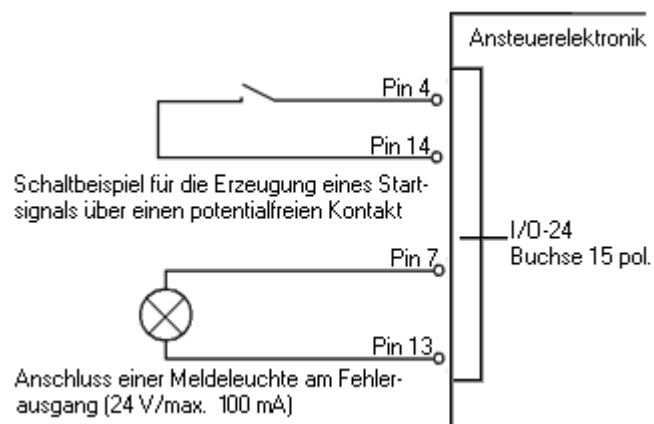 Ansteuerelektronik
Pin 4
Pin 14
Schaltbeispiel für die Erzeugung eines Start-
signals über einen potentialfreien Kontakt
I/O-24
Buchse 15 pol.
Pin 7
Pin 13
Anschluss einer Meldeleuchte am Fehler-
ausgang (24 V/max. 100 mA)